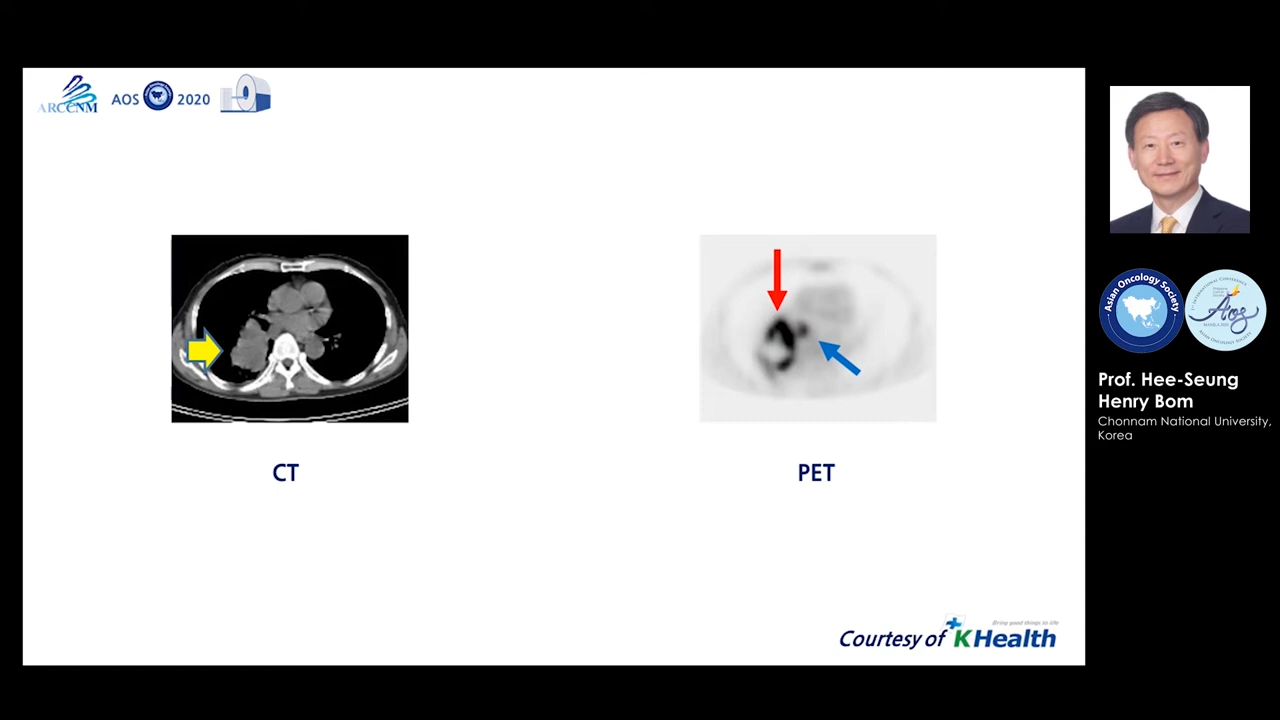 ARCCNM
AOS 2020
CT
PET
Bring good things to life
Courtesy of KHealth
Asian Oncology Society
Aos
Prof. Hee-Seung
Henry Bom
Chonnam National University,
Korea